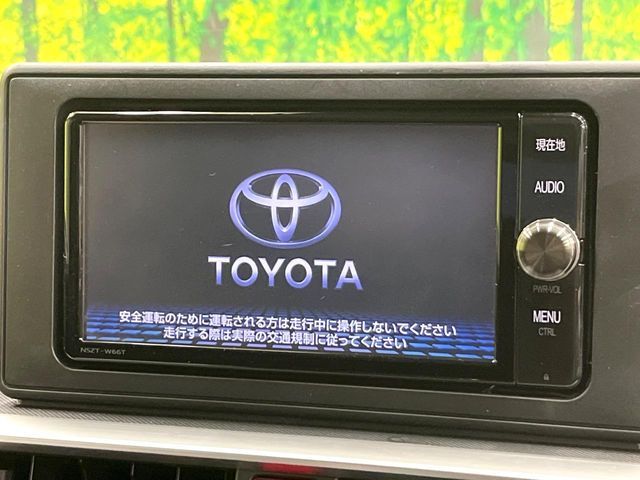 現在地
AUDIO
TOYOTA
PWR-VOL
安全運転のために運転される方は走行中に操作しないでください
走行する際は実際の交通規制に従ってください
MENU
CTRL
NSZT-W66T